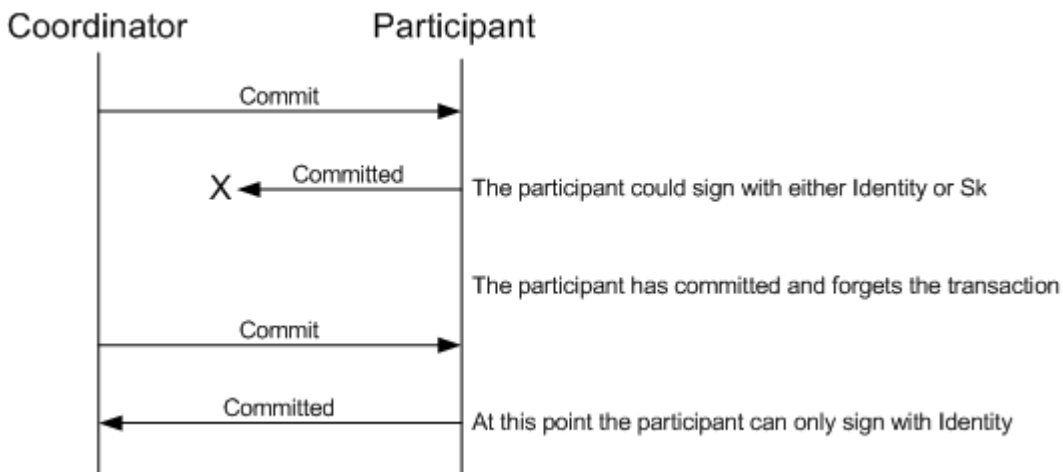 Coordinator Participant
Commit
X Committed The participant could sign with either Identity or Sk
The participant has committed and forgets the transaction
Commit
Committed At this point the participant can only sign with Identity